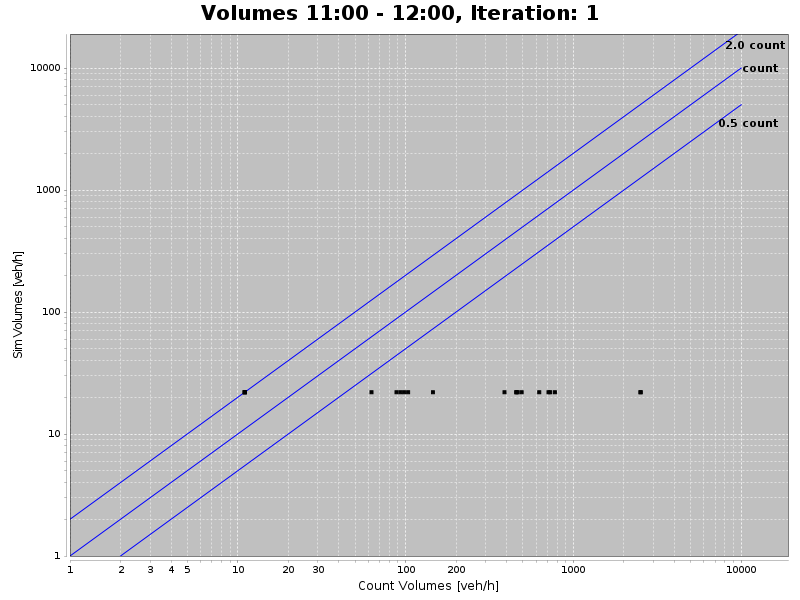 Volumes 11:00 - 12:00, Iteration: 1
2.0 count
count
0.5 count
10000
1000
100
10
1
Sim Volumes [veh/h]
1 2 3 4 5 10 20 30 100 200 1000 10000
Count Volumes [veh/h]